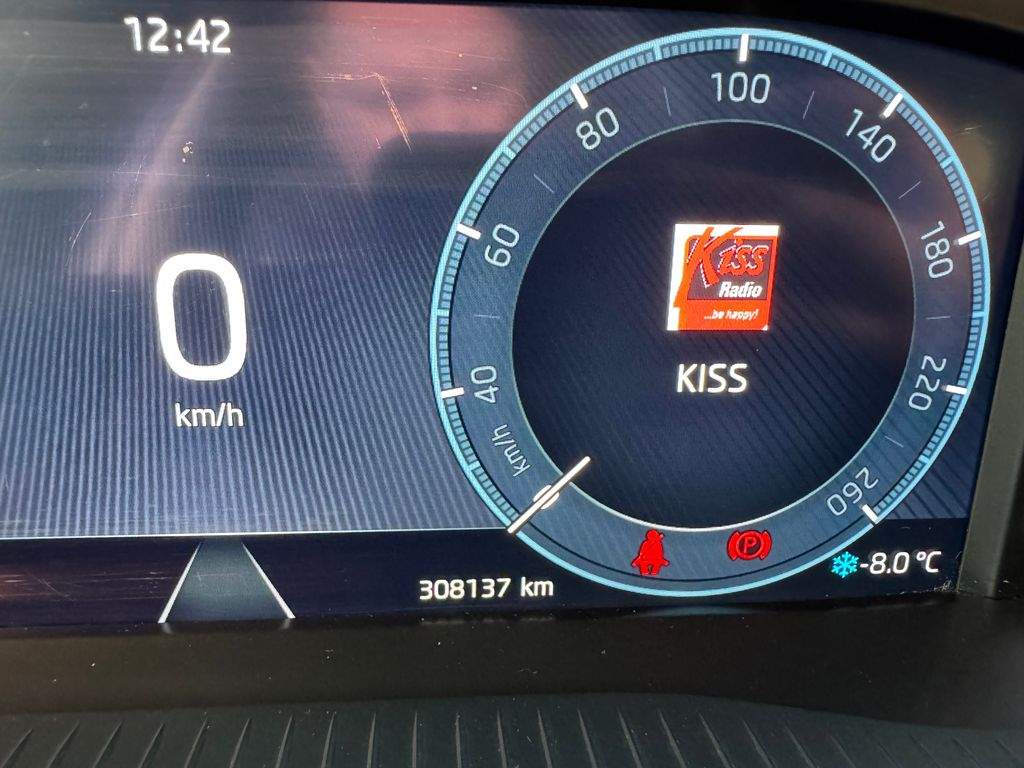 12:42
0
km/h
100
80
140
60
180
40
220
km/h
260
Kiss
Radio
...be happy!
KISS
P
308137 km
-8.0 °C